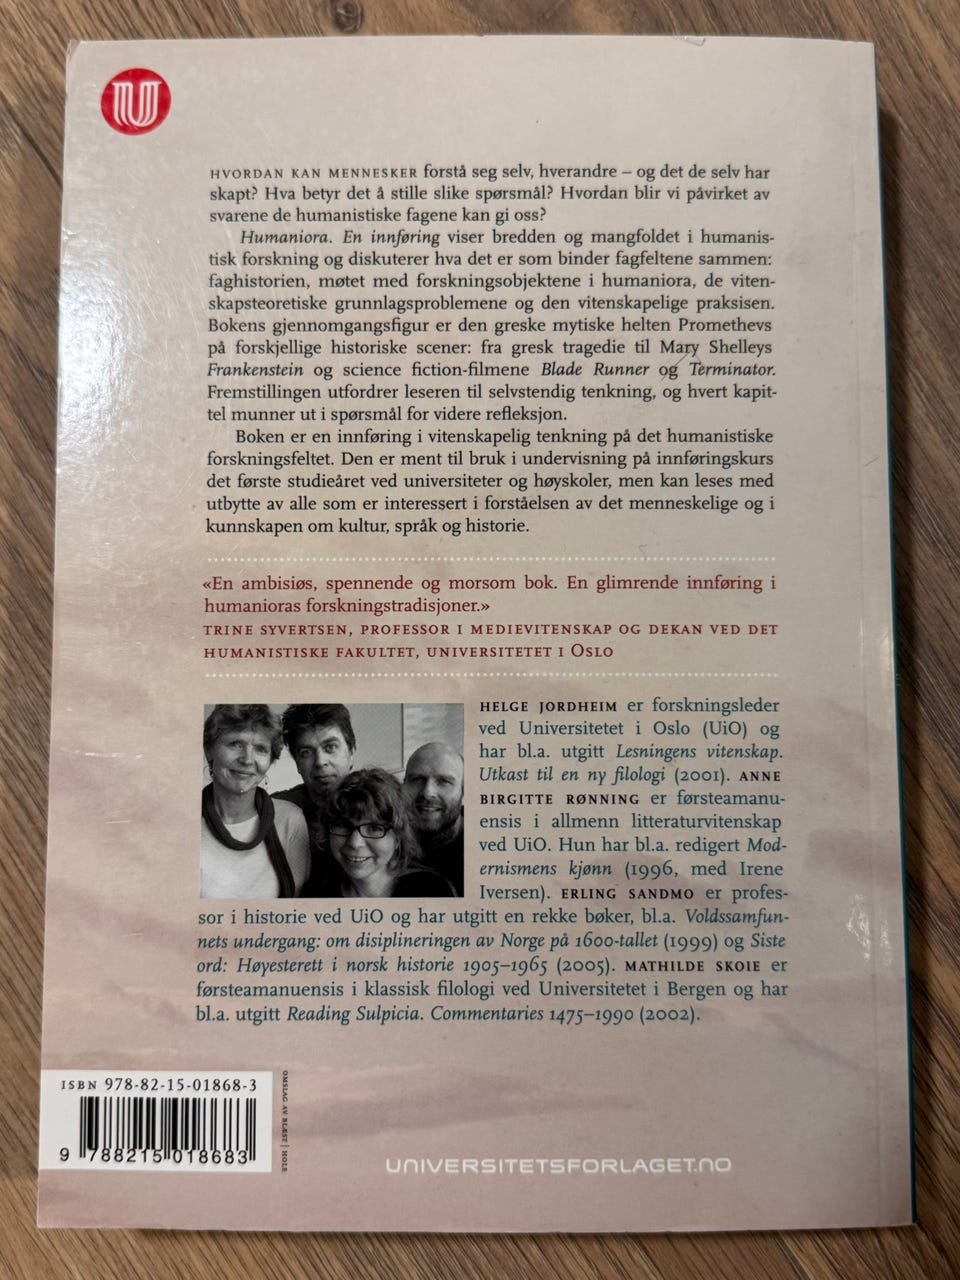 U
HVORDAN KAN MENNESKER forstå seg selv, hverandre – og det de selv har
skapt? Hva betyr det å stille slike spørsmål? Hvordan blir vi påvirket av
svarene de humanistiske fagene kan gi oss?
Humaniora. En innføring viser bredden og mangfoldet i humanis-
tisk forskning og diskuterer hva det er som binder fagfeltene sammen:
faghistorien, møtet med forskningsobjektene i humaniora, de viten-
skapsteoretiske grunnlagsproblemene og den vitenskapelige praksisen.
Bokens gjennomgangsfigur er den greske mytiske helten Promethevs
på forskjellige historiske scener: fra gresk tragedie til Mary Shelleys
Frankenstein og science fiction-filmene Blade Runner og Terminator.
Fremstillingen utfordrer leseren til selvstendig tenkning, og hvert kapit-
tel munner ut i spørsmål for videre refleksjon.
Boken er en innføring i vitenskapelig tenkning på det humanistiske
forskningsfeltet. Den er ment til bruk i undervisning på innføringskurs
det første studieåret ved universiteter og høyskoler, men kan leses med
utbytte av alle som er interessert i forståelsen av det menneskelige og i
kunnskapen om kultur, språk og historie.
«En ambisiøs, spennende og morsom bok. En glimrende innføring i
humanioras forskningstradisjoner.»
TRINE SYVERTSEN, PROFESSOR I MEDIEVITENSKAP OG DEKAN VED DET
HUMANISTISKE FAKULTET, UNIVERSITETET I OSLO
HELGE JORDHEIM er forskningsleder
ved Universitetet i Oslo (UiO) og
har bl.a. utgitt Lesningens vitenskap.
Utkast til en ny filologi (2001). ANNE
BIRGITTE RØNNING er førsteamanu-
ensis i allmenn litteraturvitenskap
ved UiO. Hun har bl.a. redigert Mod-
ernismens kjønn (1996, med Irene
Iversen). ERLING SANDMO er profes-
sor i historie ved UiO og har utgitt en rekke bøker, bl.a. Voldssamfun-
nets undergang: om disiplineringen av Norge på 1600-tallet (1999) og Siste
ord: Høyesterett i norsk historie 1905–1965 (2005). MATHILDE SKOIE er
førsteamanuensis i klassisk filologi ved Universitetet i Bergen og har
bl.a. utgitt Reading Sulpicia. Commentaries 1475–1990 (2002).
ISBN 978-82-15-01868-3
9 788215 018683
OMSLAG AV BLÆST | HOLE
UNIVERSITETSFORLAGET.NO